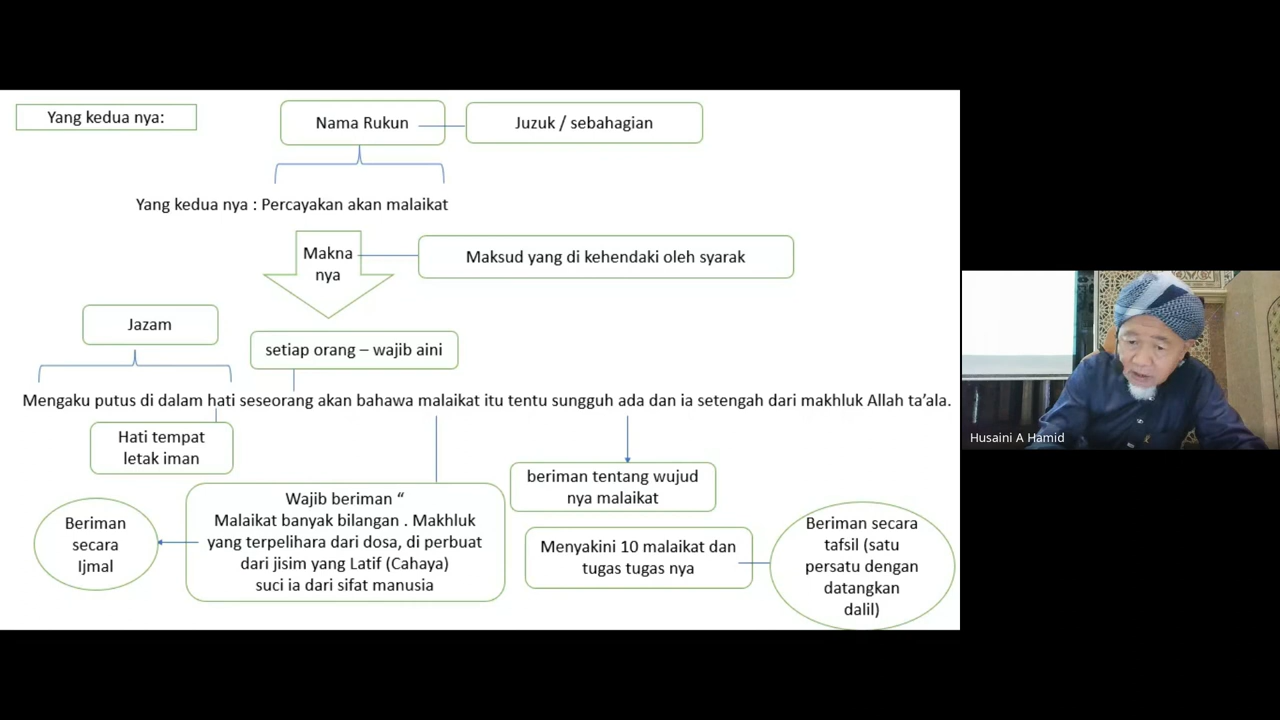 Yang kedua nya:
Nama Rukun
Juzuk / sebahagian
Yang kedua nya : Percayakan akan malaikat
Makna
nya
Maksud yang di kehendaki oleh syarak
Jazam
setiap orang – wajib aini
Mengaku putus di dalam hati seseorang akan bahawa malaikat itu tentu sungguh ada dan ia setengah dari makhluk Allah ta’ala.
Hati tempat
letak iman
beriman tentang wujud
nya malaikat
Wajib beriman “
Malaikat banyak bilangan . Makhluk
yang terpelihara dari dosa, di perbuat
dari jisim yang Latif (Cahaya)
suci ia dari sifat manusia
Beriman
secara
Ijmal
Menyakini 10 malaikat dan
tugas tugas nya
Beriman secara
tafsil (satu
persatu dengan
datangkan
dalil)
Husaini A Hamid